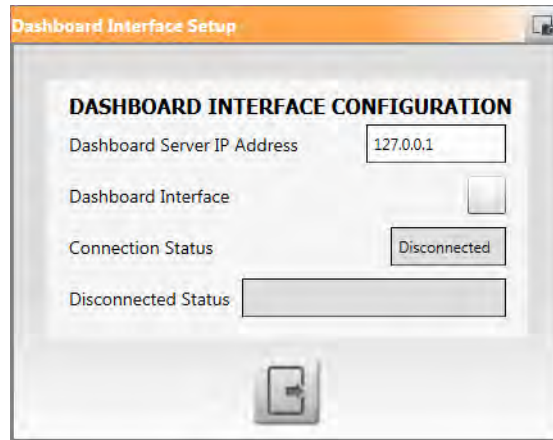 Dashboard Interface Setup
DASHBOARD INTERFACE CONFIGURATION
Dashboard Server IP Address 127.0.0.1
Dashboard Interface
Connection Status Disconnected
Disconnected Status